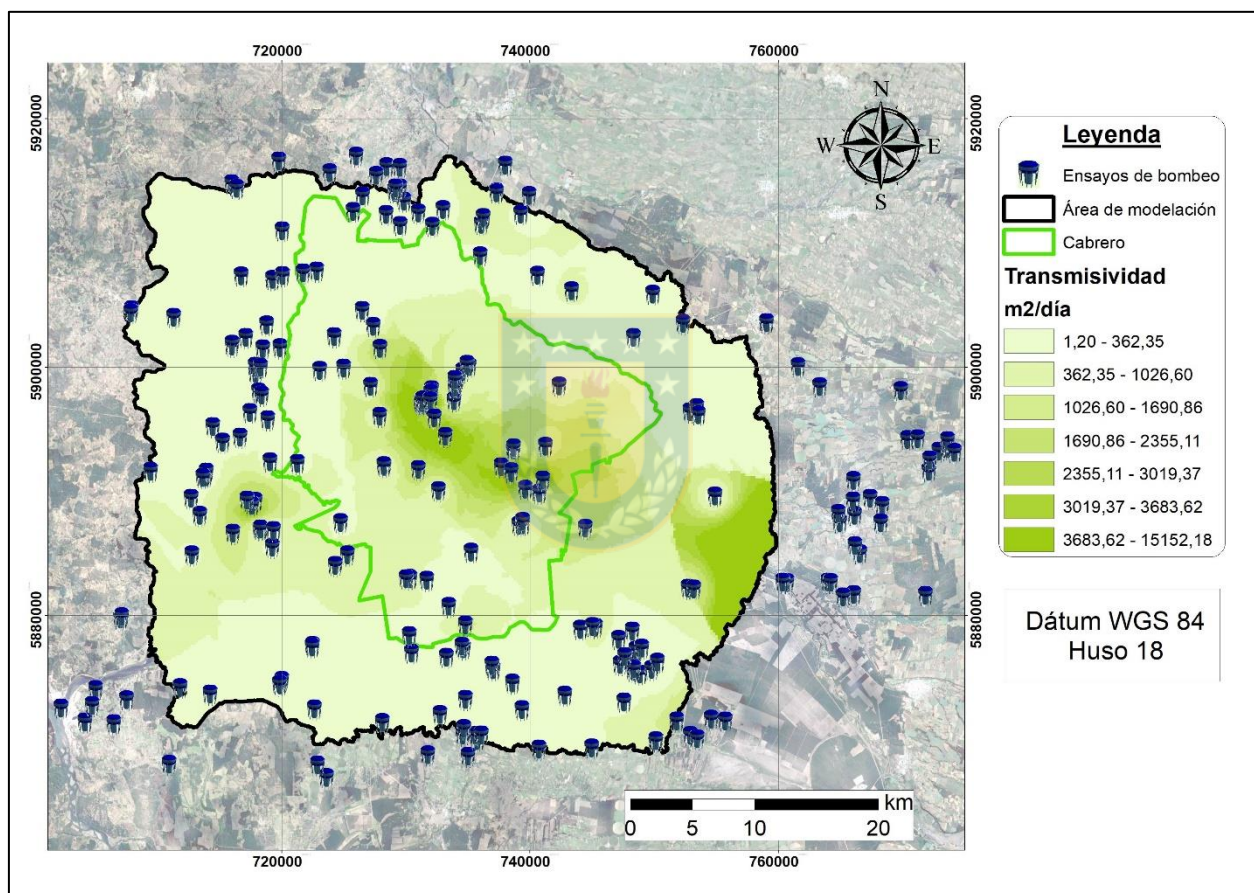 720000
740000
760000
5920000
5920000
N
W
E
S
Leyenda
Ensayos de bombeo
Área de modelación
Cabrero
Transmisividad
m2/día
1,20 - 362,35
362,35 - 1026,60
1026,60 - 1690,86
1690,86 - 2355,11
2355,11 - 3019,37
3019,37 - 3683,62
3683,62 - 15152,18
5900000
5900000
5880000
5880000
Dátum WGS 84
Huso 18
km
0 5 10 20
720000
740000
760000